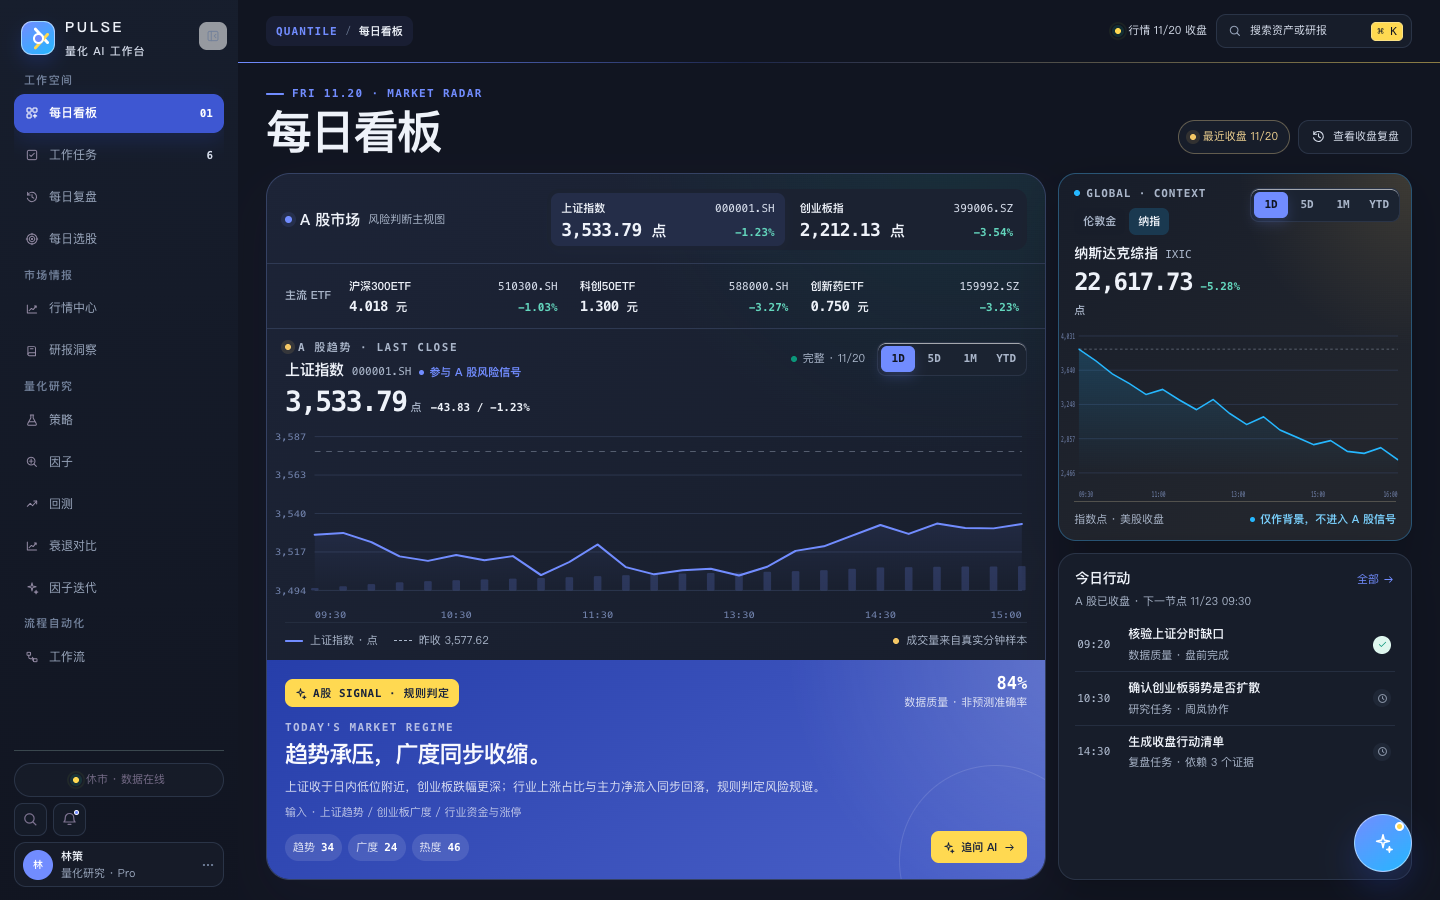 PULSE
量化 AI 工作台
工作空间
每日看板 01
工作任务 6
每日复盘
每日选股
市场情报
行情中心
研报洞察
量化研究
策略
因子
回测
衰退对比
因子迭代
流程自动化
工作流
休市 · 数据在线
林
林策
量化研究 · Pro
QUANTILE / 每日看板
行情 11/20 收盘
搜索资产或研报 ⌘ K
FRI 11.20 · MARKET RADAR
每日看板
最近收盘 11/20
查看收盘复盘
A 股市场 风险判断主视图
上证指数 000001.SH
3,533.79 点 −1.23%
创业板指 399006.SZ
2,212.13 点 −3.54%
主流 ETF
沪深300ETF 510300.SH
4.018 元 −1.03%
科创50ETF 588000.SH
1.300 元 −3.27%
创新药ETF 159992.SZ
0.750 元 −3.23%
A 股趋势 · LAST CLOSE
上证指数 000001.SH 参与 A 股风险信号
3,533.79 点 −43.83 / −1.23%
完整 · 11/20
1D 5D 1M YTD
3,587
3,563
3,540
3,517
3,494
09:30 10:30 11:30 13:30 14:30 15:00
上证指数 · 点 昨收 3,577.62
成交量来自真实分钟样本
A股 SIGNAL · 规则判定
84%
数据质量 · 非预测准确率
TODAY'S MARKET REGIME
趋势承压，广度同步收缩。
上证收于日内低位附近，创业板跌幅更深；行业上涨占比与主力净流入同步回落，规则判定风险规避。
输入 · 上证趋势 / 创业板广度 / 行业资金与涨停
趋势 34 广度 24 热度 46
追问 AI →
GLOBAL · CONTEXT
1D 5D 1M YTD
伦敦金 纳指
纳斯达克综指 IXIC
22,617.73 −5.28%
点
4,031
3,640
3,248
2,857
2,466
09:30 11:00 13:00 15:00 16:00
指数点 · 美股收盘
仅作背景，不进入 A 股信号
今日行动 全部 →
A 股已收盘 · 下一节点 11/23 09:30
09:20 核验上证分时缺口
数据质量 · 盘前完成
10:30 确认创业板弱势是否扩散
研究任务 · 周岚协作
14:30 生成收盘行动清单
复盘任务 · 依赖 3 个证据